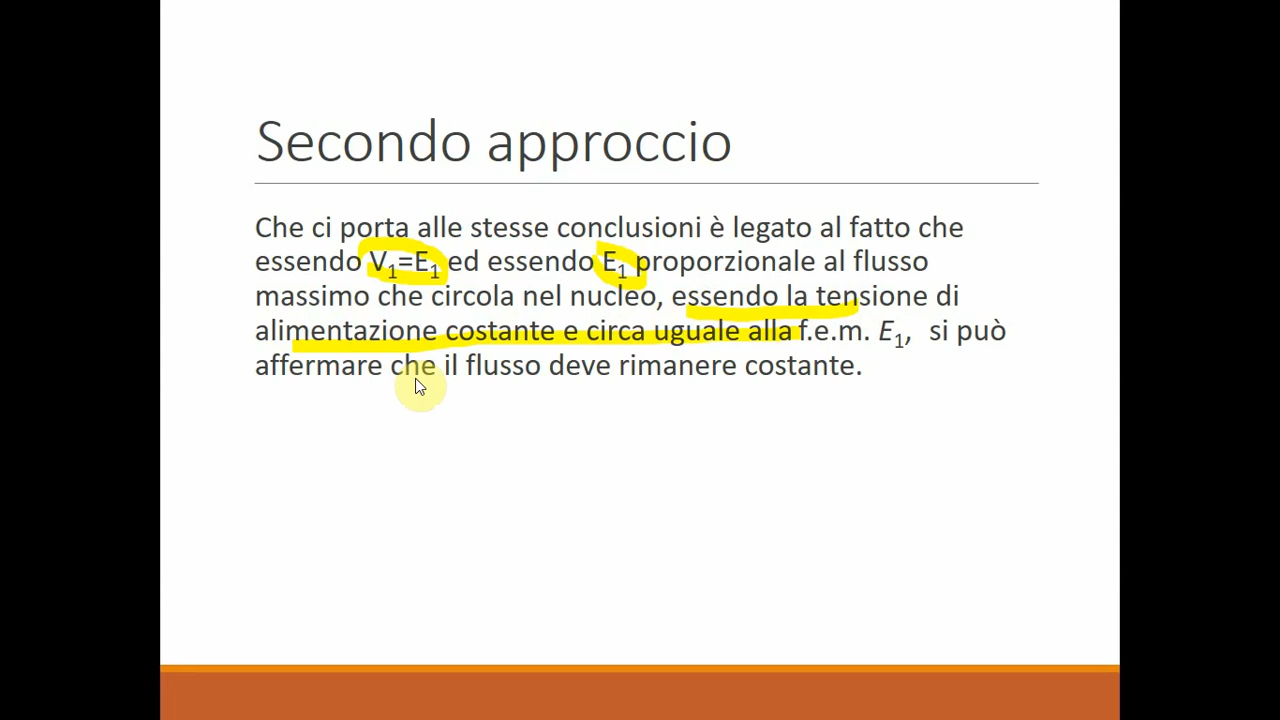 Secondo approccio
Che ci porta alle stesse conclusioni è legato al fatto che
essendo V₁=E₁ ed essendo E₁ proporzionale al flusso
massimo che circola nel nucleo, essendo la tensione di
alimentazione costante e circa uguale alla f.e.m. E₁, si può
affermare che il flusso deve rimanere costante.